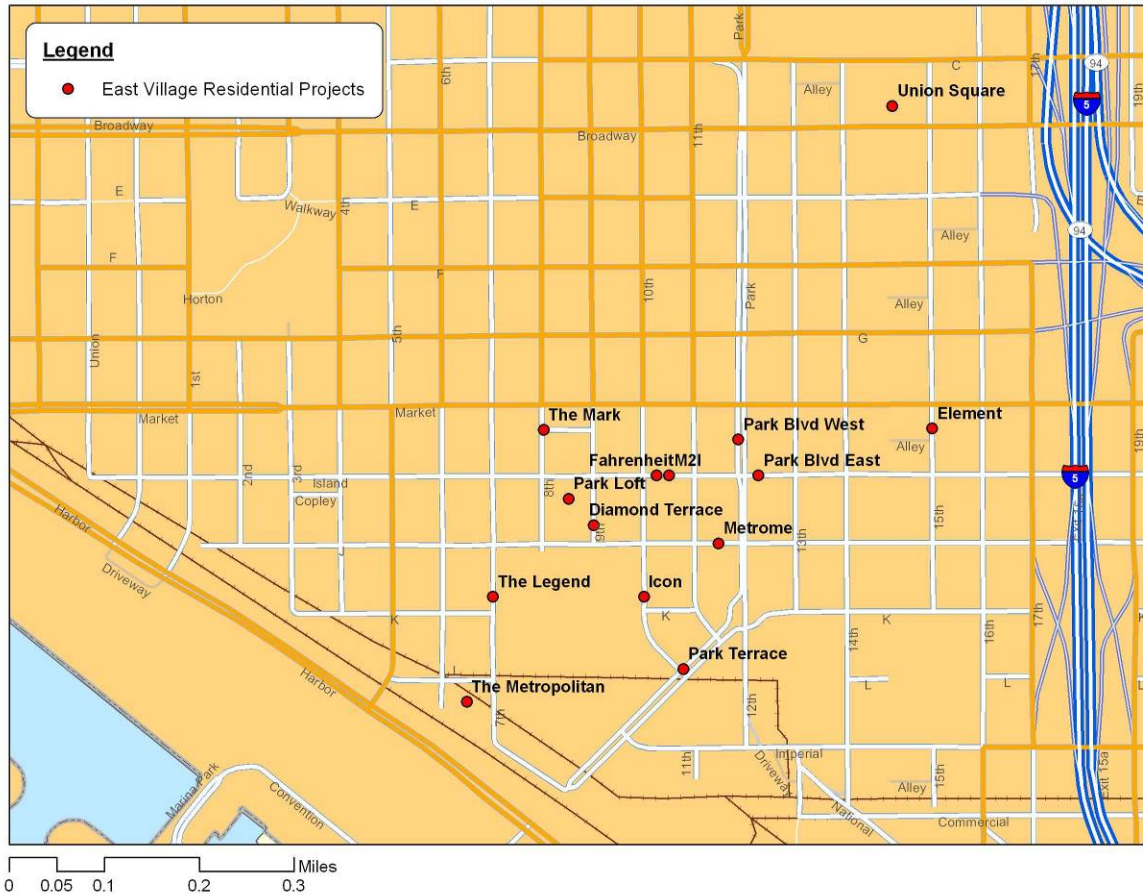 Legend
East Village Residential Projects
Park
6th
C
17th
94
19th
Alley
Union Square
5
Broadway
Broadway
11th
E
4th
E
Walkway
E
Alley
94
F
F
10th
Park
Horton
Alley
Union
5th
G
1st
Market
Market
The Mark
Park Blvd West
Element
Alley
19th
2nd
3rd
Island
Copley
8th
FahrenheitM2I
Park Blvd East
5
Park Loft
Diamond Terrace
9th
15th
Metrome
13th
Harbor
J
Driveway
The Legend
Icon
K
K
K
K
14th
16th
17th
Harbor
L
Park Terrace
L
L
L
The Metropolitan
7th
12th
11th
Imperial
Driveway
15th
Alley
Exit 15a
Marina Park
Convention
National
Commercial
Miles
0 0.05 0.1 0.2 0.3